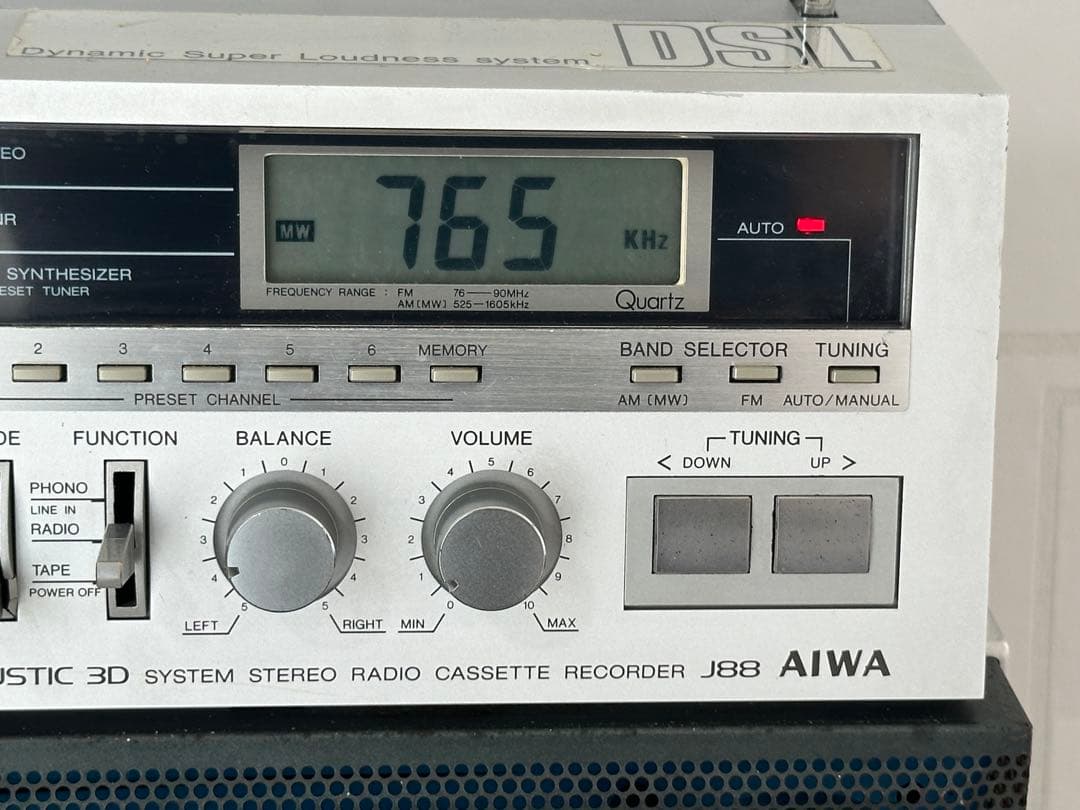 Dynamic Super Loudness system DSL
EO
NR
SYNTHESIZER
ESET TUNER
MW 765 KHz
FREQUENCY RANGE : FM 76—90MHz
AM(MW) 525—1605kHz
Quartz
AUTO
2 3 4 5 6 MEMORY
PRESET CHANNEL
BAND SELECTOR TUNING
AM (MW) FM AUTO/MANUAL
DE
FUNCTION
PHONO
LINE IN
RADIO
TAPE
POWER OFF
BALANCE
5 4 3 2 1 0 1 2 3 4 5
LEFT RIGHT
VOLUME
0 1 2 3 4 5 6 7 8 9 10
MIN MAX
TUNING
< DOWN UP >
USTIC 3D SYSTEM STEREO RADIO CASSETTE RECORDER J88 AIWA